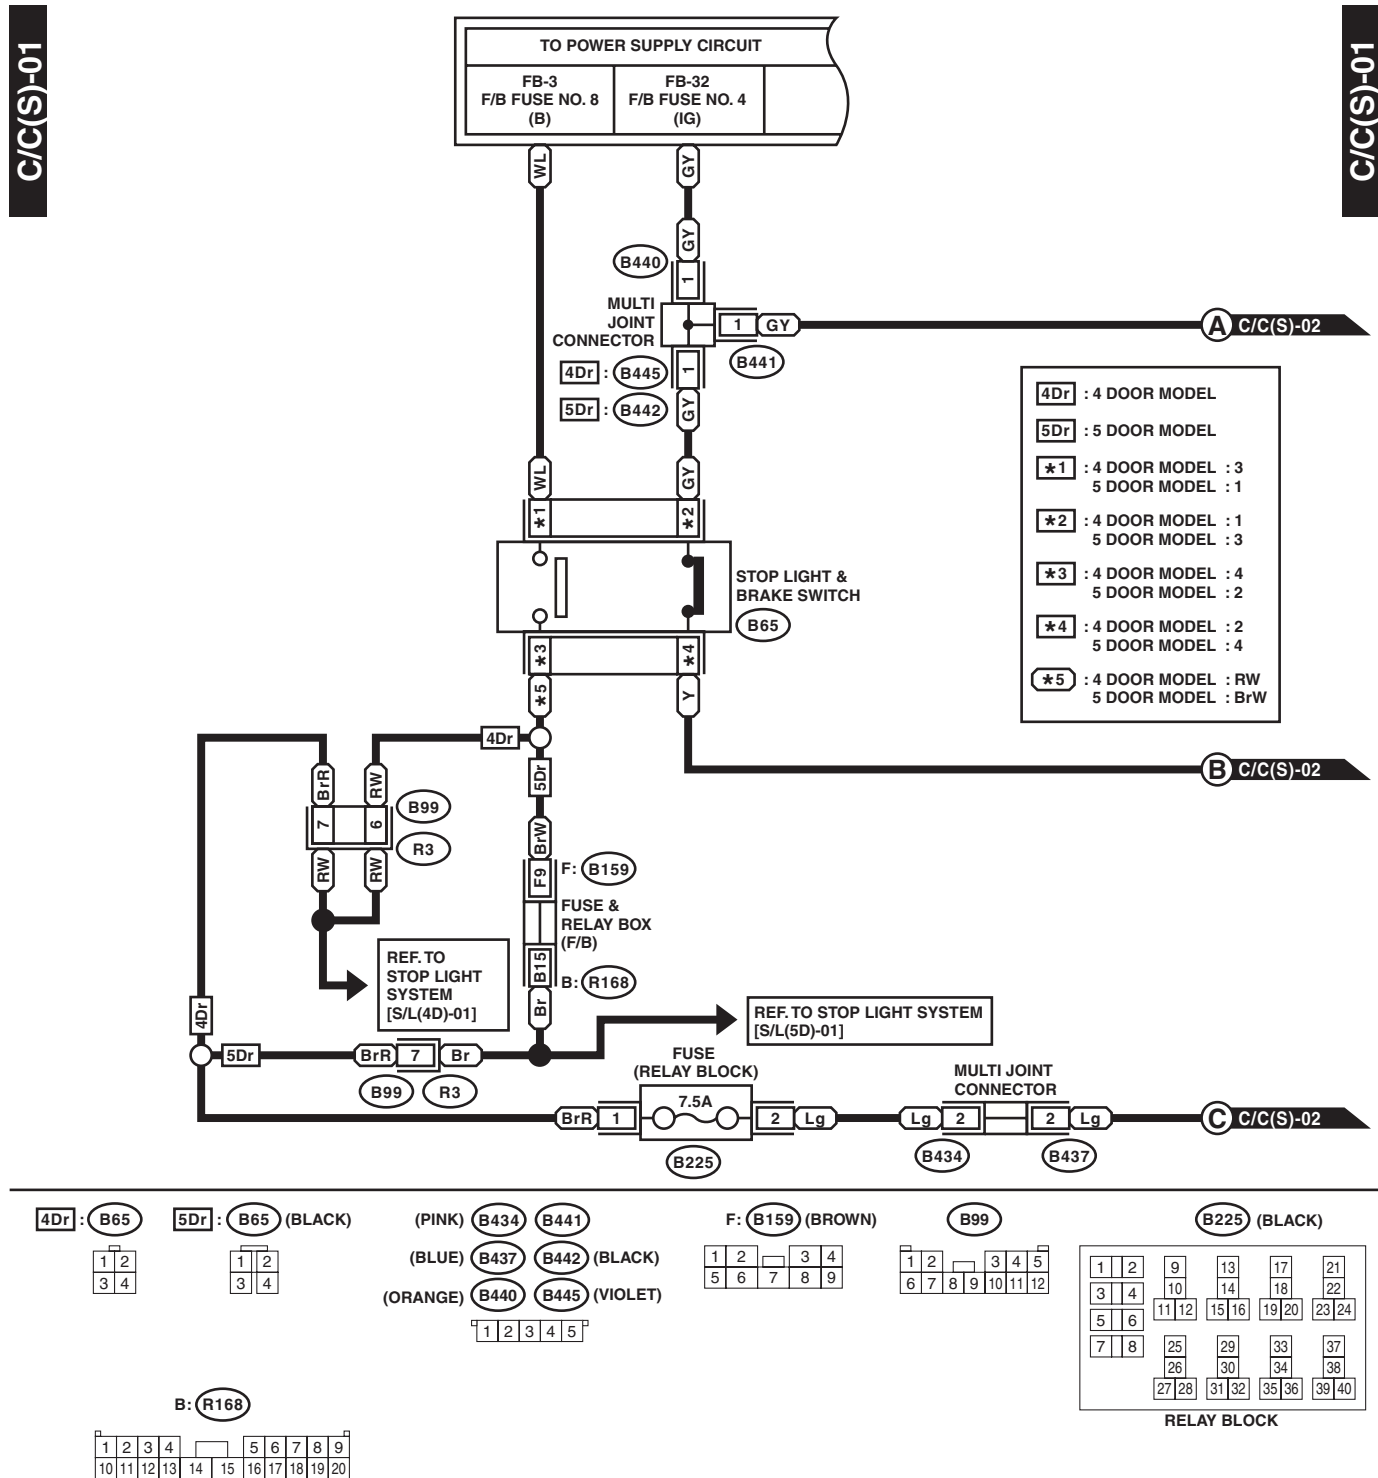 C/C(S)-01
C/C(S)-01
TO POWER SUPPLY CIRCUIT
FB-3
F/B FUSE NO. 8
(B)
FB-32
F/B FUSE NO. 4
(IG)
WL
GY
GY
B440
1
MULTI
JOINT
CONNECTOR
1
GY
A C/C(S)-02
B441
4Dr : B445
1
5Dr : B442
GY
4Dr : 4 DOOR MODEL
5Dr : 5 DOOR MODEL
*1 : 4 DOOR MODEL : 3
5 DOOR MODEL : 1
*2 : 4 DOOR MODEL : 1
5 DOOR MODEL : 3
*3 : 4 DOOR MODEL : 4
5 DOOR MODEL : 2
*4 : 4 DOOR MODEL : 2
5 DOOR MODEL : 4
*5 : 4 DOOR MODEL : RW
5 DOOR MODEL : BrW
WL
GY
*1
*2
STOP LIGHT &
BRAKE SWITCH
B65
*3
*4
*5
Y
4Dr
5Dr
B C/C(S)-02
BrR
RW
B99
7
6
R3
RW
RW
BrW
F9
F: B159
FUSE &
RELAY BOX
(F/B)
B15
B: R168
Br
REF. TO
STOP LIGHT
SYSTEM
[S/L(4D)-01]
REF. TO STOP LIGHT SYSTEM
[S/L(5D)-01]
4Dr
5Dr
BrR
7
Br
B99
R3
FUSE
(RELAY BLOCK)
7.5A
BrR
1
2
Lg
B225
MULTI JOINT
CONNECTOR
Lg
2
2
Lg
B434
B437
C C/C(S)-02
4Dr : B65
1 2
3 4
5Dr : B65 (BLACK)
1 2
3 4
(PINK) B434 B441
(BLUE) B437 B442 (BLACK)
(ORANGE) B440 B445 (VIOLET)
1 2 3 4 5
F: B159 (BROWN)
1 2 3 4
5 6 7 8 9
B99
1 2 3 4 5
6 7 8 9 10 11 12
B225 (BLACK)
1 2 9 13 17 21
3 4 10 14 18 22
11 12 15 16 19 20 23 24
5 6
7 8 25 29 33 37
26 30 34 38
27 28 31 32 35 36 39 40
RELAY BLOCK
B: R168
1 2 3 4 5 6 7 8 9
10 11 12 13 14 15 16 17 18 19 20